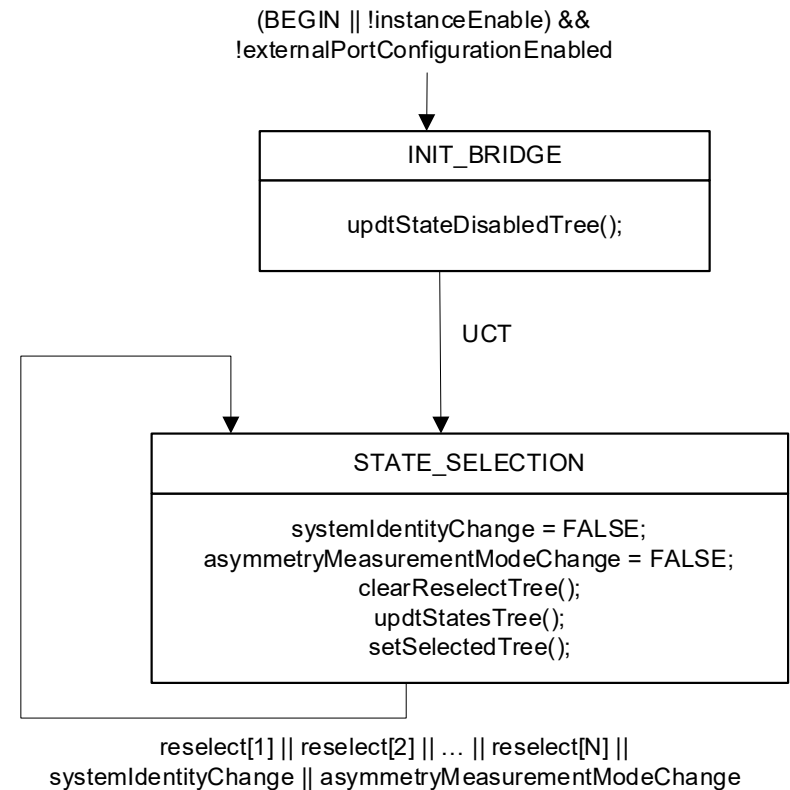 (BEGIN || !instanceEnable) &&
!externalPortConfigurationEnabled
INIT_BRIDGE
updtStateDisabledTree();
UCT
STATE_SELECTION
systemIdentityChange = FALSE;
asymmetryMeasurementModeChange = FALSE;
clearReselectTree();
updtStatesTree();
setSelectedTree();
reselect[1] || reselect[2] || … || reselect[N] ||
systemIdentityChange || asymmetryMeasurementModeChange